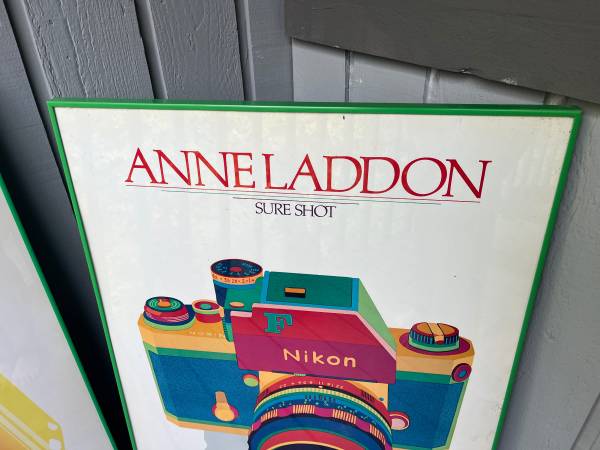 ANNE LADDON
SURE SHOT
F
Nikon